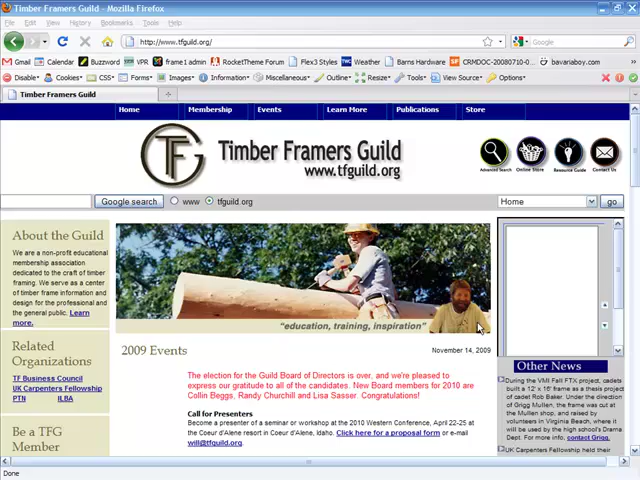 Timber Framers Guild - Mozilla Firefox
File Edit View History Bookmarks Tools Help
http://www.tfguild.org/
Google
Gmail Calendar Buzzword VPR frame1 admin RocketTheme Forum Flex3 Styles Weather Barns Hardware CRMDOC-20080710-0... bavariaboy.com
Disable Cookies CSS Forms Images Information Miscellaneous Outline Resize Tools View Source Options
Timber Framers Guild
Home Membership Events Learn More Publications Store
TF
Timber Framers Guild
www.tfguild.org
Advanced Search Online Store Resource Guide Contact Us
Google search www tfguild.org Home go
About the Guild
We are a non-profit educational
membership association
dedicated to the craft of timber
framing. We serve as a center
of timber frame information and
design for the professional and
the general public. Learn
more.
Related
Organizations
TF Business Council
UK Carpenters Fellowship
PTN ILBA
Be a TFG
Member
"education, training, inspiration"
2009 Events
November 14, 2009
The election for the Guild Board of Directors is over, and we're pleased to
express our gratitude to all of the candidates. New Board members for 2010 are
Collin Beggs, Randy Churchill and Lisa Sasser. Congratulations!
Call for Presenters
Become a presenter of a seminar or workshop at the 2010 Western Conference, April 22-25
at the Coeur d'Alene resort in Coeur d'Alene, Idaho. Click here for a proposal form or e-mail
will@tfguild.org.
Other News
During the VMI Fall FTX project, cadets
built a 12' x 16' frame as a thesis project
of cadet Rob Baker. Under the direction
of Grigg Mullen, the frame was cut at
the Mullen shop, and raised by
volunteers in Virginia Beach, where it
will be used by the high school's Drama
Dept. For more info, contact Grigg.
UK Carpenters Fellowship held their
Done